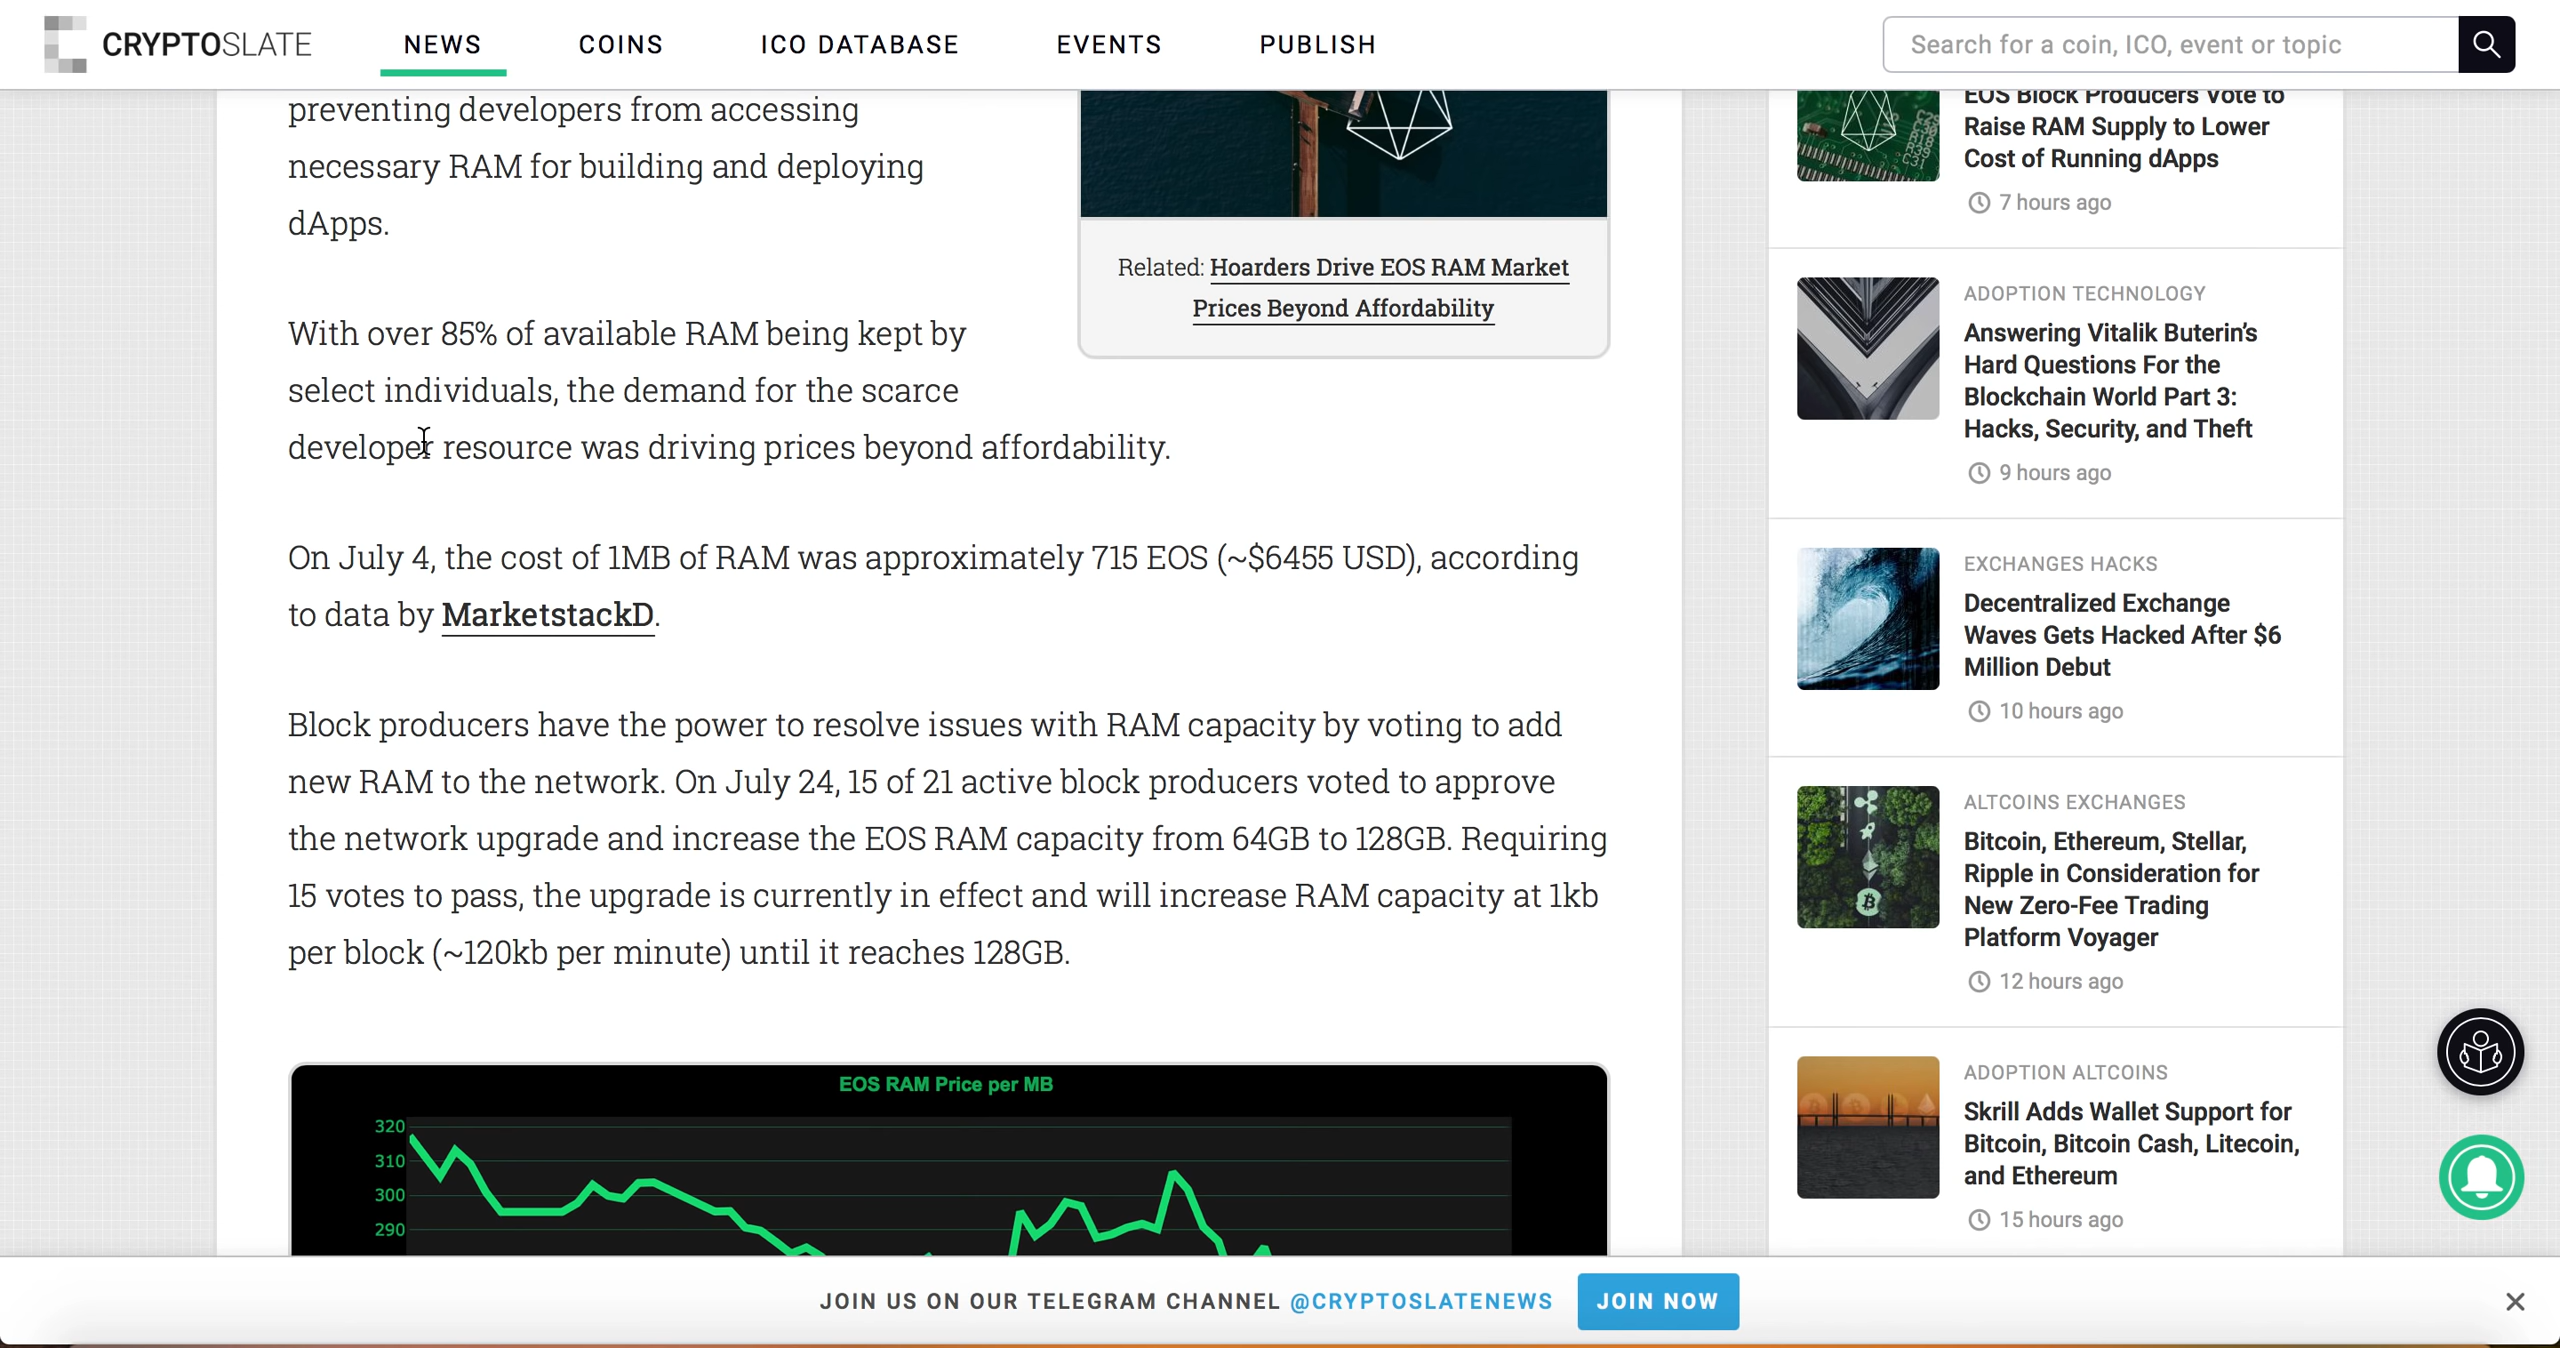 CRYPTOSLATE
NEWS
COINS
ICO DATABASE
EVENTS
PUBLISH
Search for a coin, ICO, event or topic
preventing developers from accessing
necessary RAM for building and deploying
dApps.
Related: Hoarders Drive EOS RAM Market
Prices Beyond Affordability
With over 85% of available RAM being kept by
select individuals, the demand for the scarce
developer resource was driving prices beyond affordability.
On July 4, the cost of 1MB of RAM was approximately 715 EOS (~$6455 USD), according
to data by MarketstackD.
Block producers have the power to resolve issues with RAM capacity by voting to add
new RAM to the network. On July 24, 15 of 21 active block producers voted to approve
the network upgrade and increase the EOS RAM capacity from 64GB to 128GB. Requiring
15 votes to pass, the upgrade is currently in effect and will increase RAM capacity at 1kb
per block (~120kb per minute) until it reaches 128GB.
EOS RAM Price per MB
320
310
300
290
EOS Block Producers Vote to
Raise RAM Supply to Lower
Cost of Running dApps
7 hours ago
ADOPTION TECHNOLOGY
Answering Vitalik Buterin's
Hard Questions For the
Blockchain World Part 3:
Hacks, Security, and Theft
9 hours ago
EXCHANGES HACKS
Decentralized Exchange
Waves Gets Hacked After $6
Million Debut
10 hours ago
ALTCOINS EXCHANGES
Bitcoin, Ethereum, Stellar,
Ripple in Consideration for
New Zero-Fee Trading
Platform Voyager
12 hours ago
ADOPTION ALTCOINS
Skrill Adds Wallet Support for
Bitcoin, Bitcoin Cash, Litecoin,
and Ethereum
15 hours ago
JOIN US ON OUR TELEGRAM CHANNEL @CRYPTOSLATENEWS
JOIN NOW